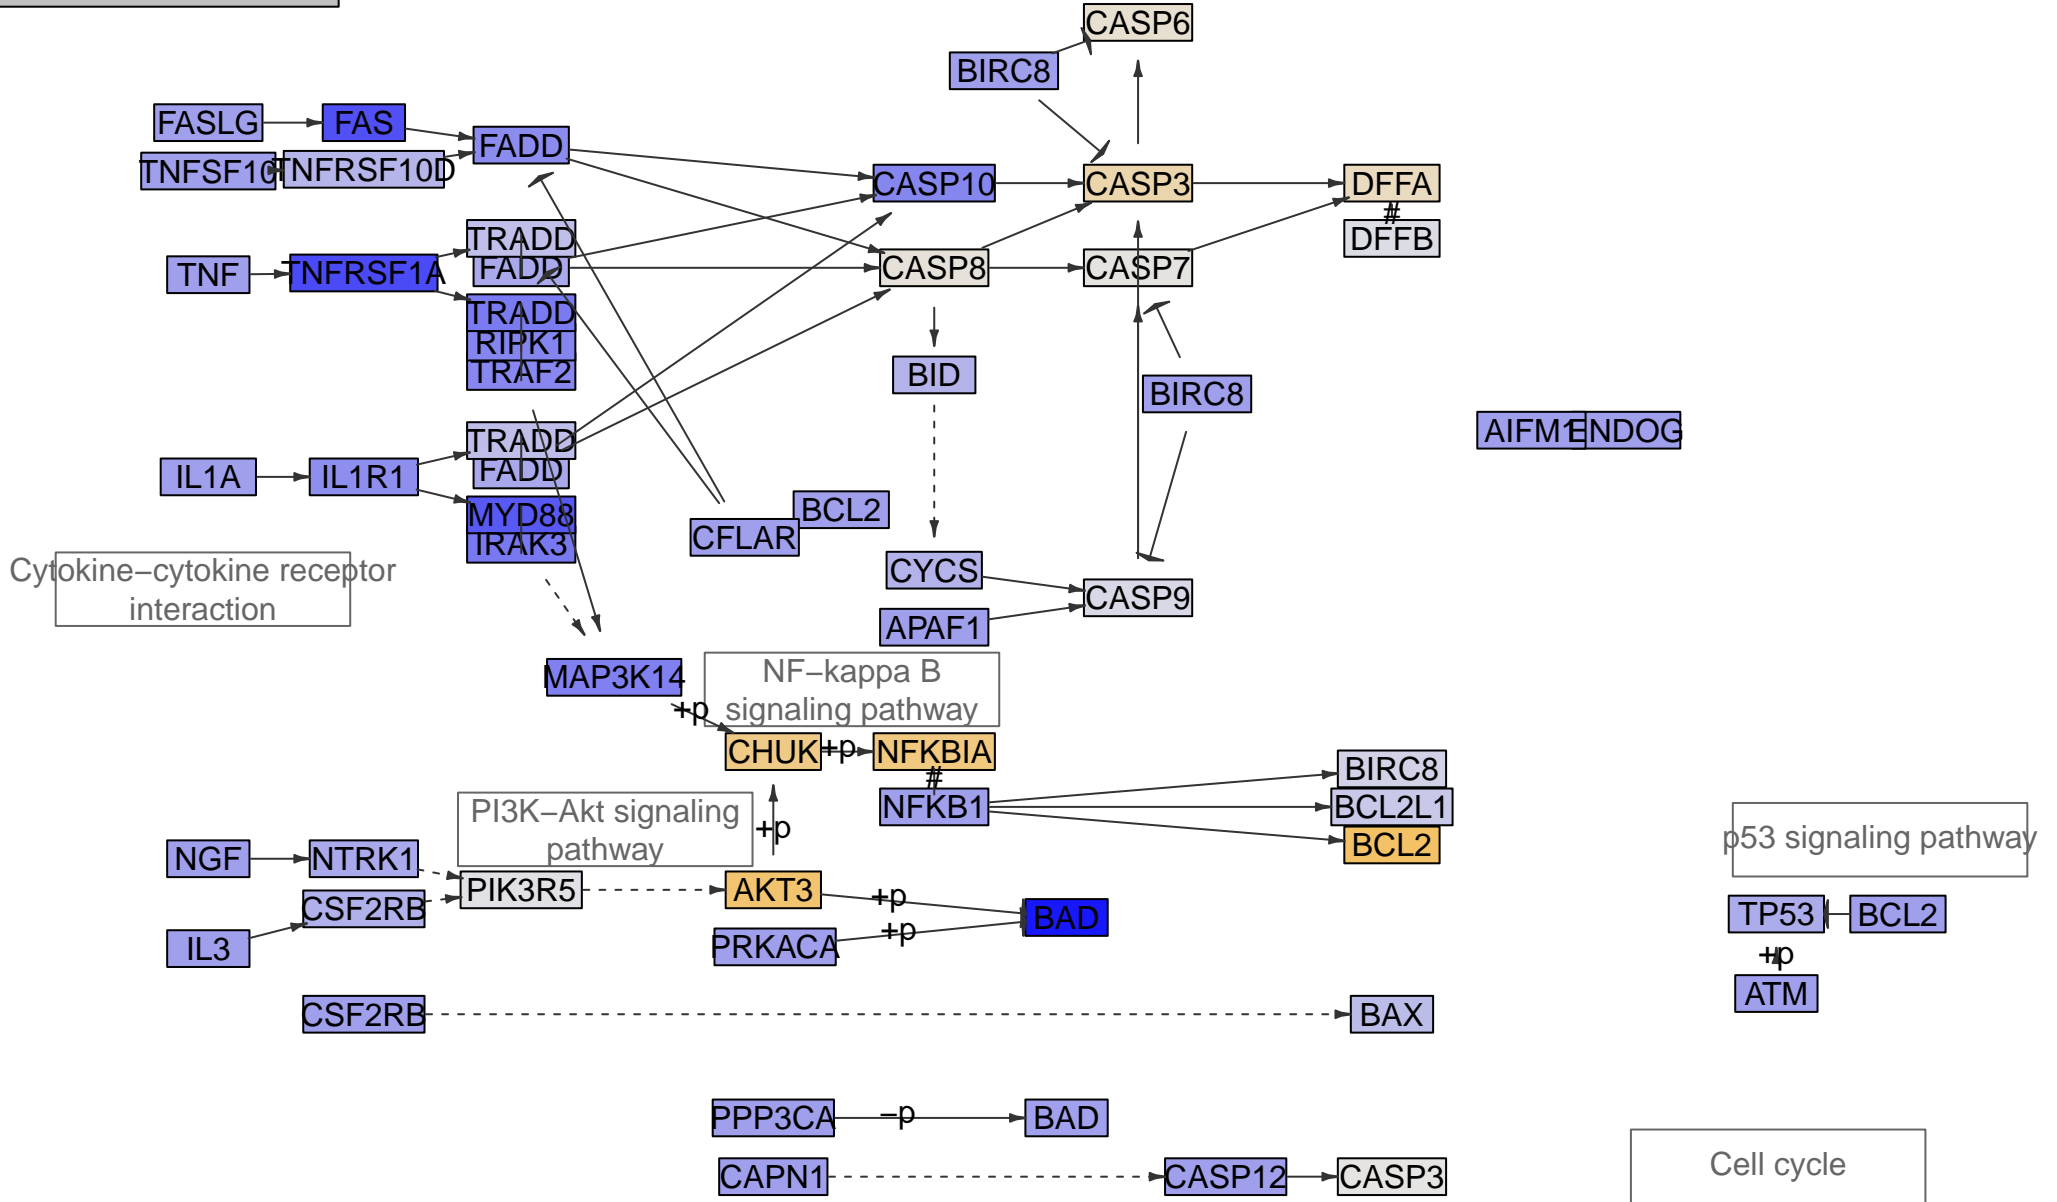 CASP6
BIRC8
FASLG
FAS
FADD
TNFSF10
TNFRSF10D
CASP10
CASP3
DFFA
#
DFFB
TRADD
FADD
TNF
TNFRSF1A
CASP8
CASP7
TRADD
RIPK1
TRAF2
BID
BIRC8
AIFM1
ENDOG
TRADD
FADD
IL1A
IL1R1
MYD88
IRAK3
BCL2
CFLAR
Cytokine−cytokine receptor
interaction
CYCS
CASP9
APAF1
MAP3K14
NF−kappa B
signaling pathway
+p
CHUK
+p
NFKBIA
#
NFKB1
BIRC8
BCL2L1
BCL2
PI3K−Akt signaling
pathway
+p
p53 signaling pathway
NGF
NTRK1
CSF2RB
PIK3R5
AKT3
+p
BAD
IL3
PRKACA
+p
TP53
BCL2
+p
ATM
CSF2RB
BAX
PPP3CA
−p
BAD
CAPN1
CASP12
CASP3
Cell cycle